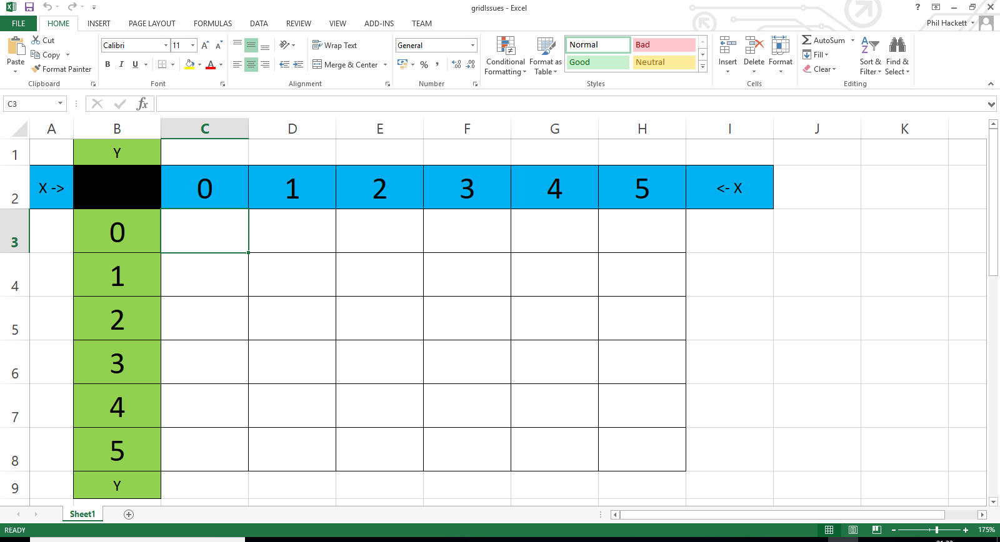 gridIssues - Excel
?
FILE HOME INSERT PAGE LAYOUT FORMULAS DATA REVIEW VIEW ADD-INS TEAM Phil Hackett
Paste
Cut
Copy
Format Painter
Clipboard
Calibri 11 A A
B I U A
Font
Wrap Text
Merge & Center
Alignment
General
% ,
.00 .0
Number
Conditional Formatting
Format as Table
Normal Bad
Good Neutral
Styles
Insert Delete Format
Cells
AutoSum
Fill
Clear
Sort & Filter
Find & Select
Editing
C3 fx
A B C D E F G H I J K
1 Y
2 X -> 0 1 2 3 4 5 <- X
3 0
4 1
5 2
6 3
7 4
8 5
9 Y
Sheet1
READY 175%